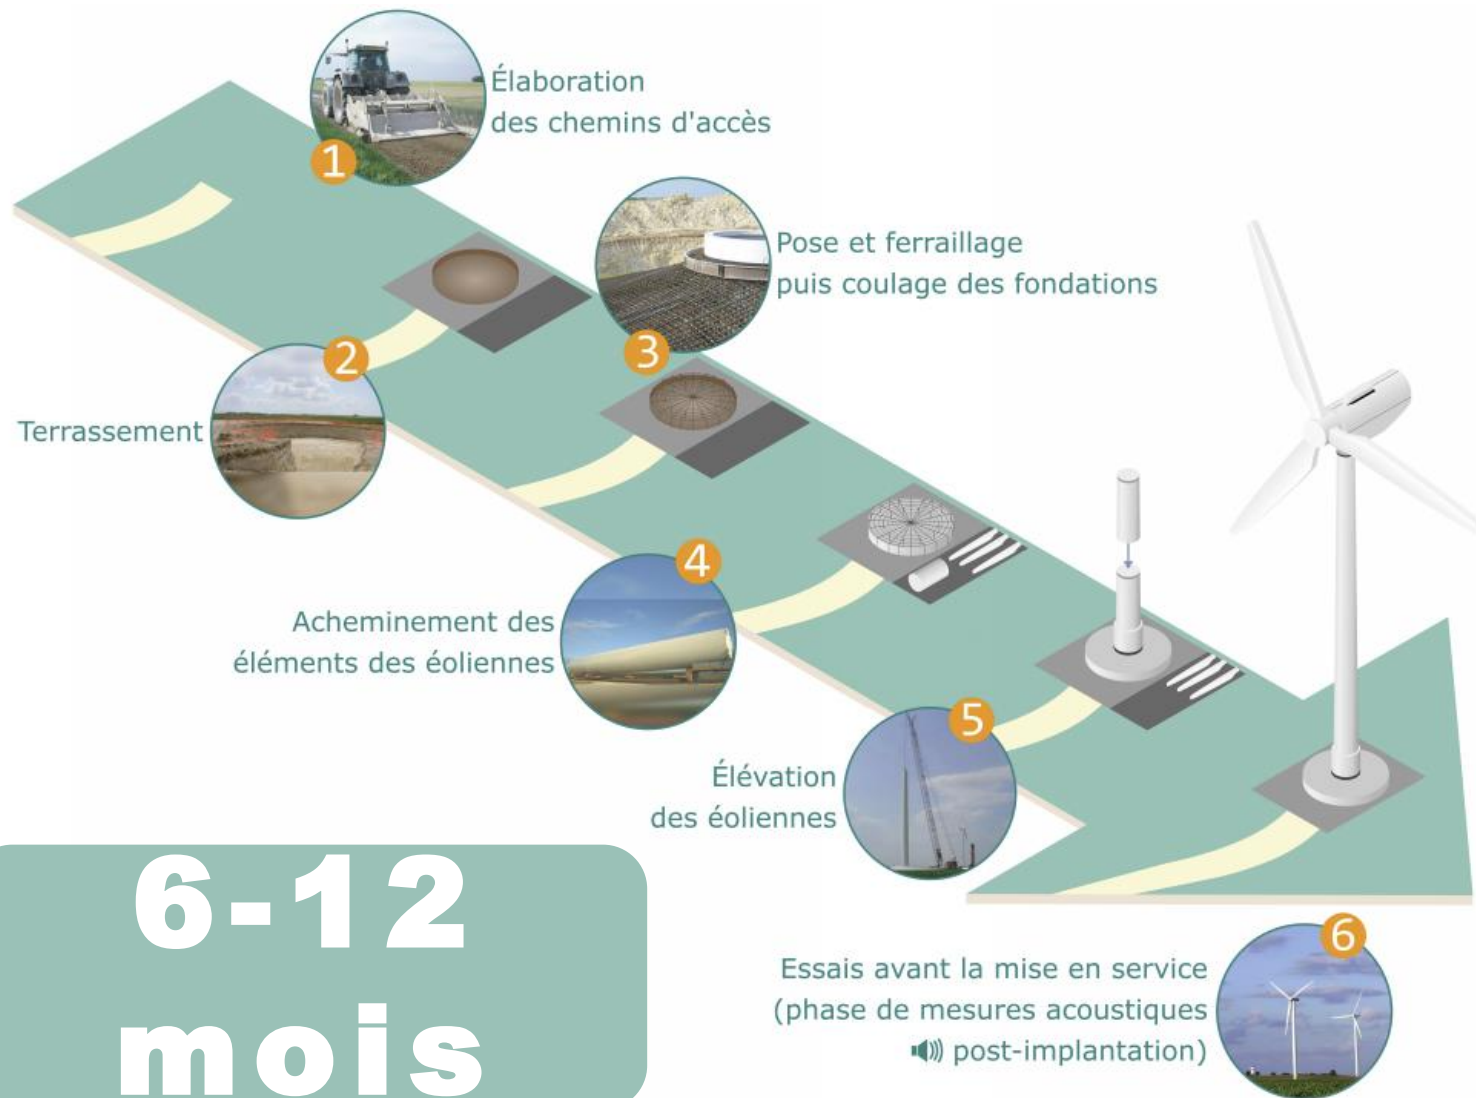 1
Élaboration
des chemins d'accès
2
Terrassement
3
Pose et ferraillage
puis coulage des fondations
4
Acheminement des
éléments des éoliennes
5
Élévation
des éoliennes
6
Essais avant la mise en service
(phase de mesures acoustiques
post-implantation)
6-12
mois